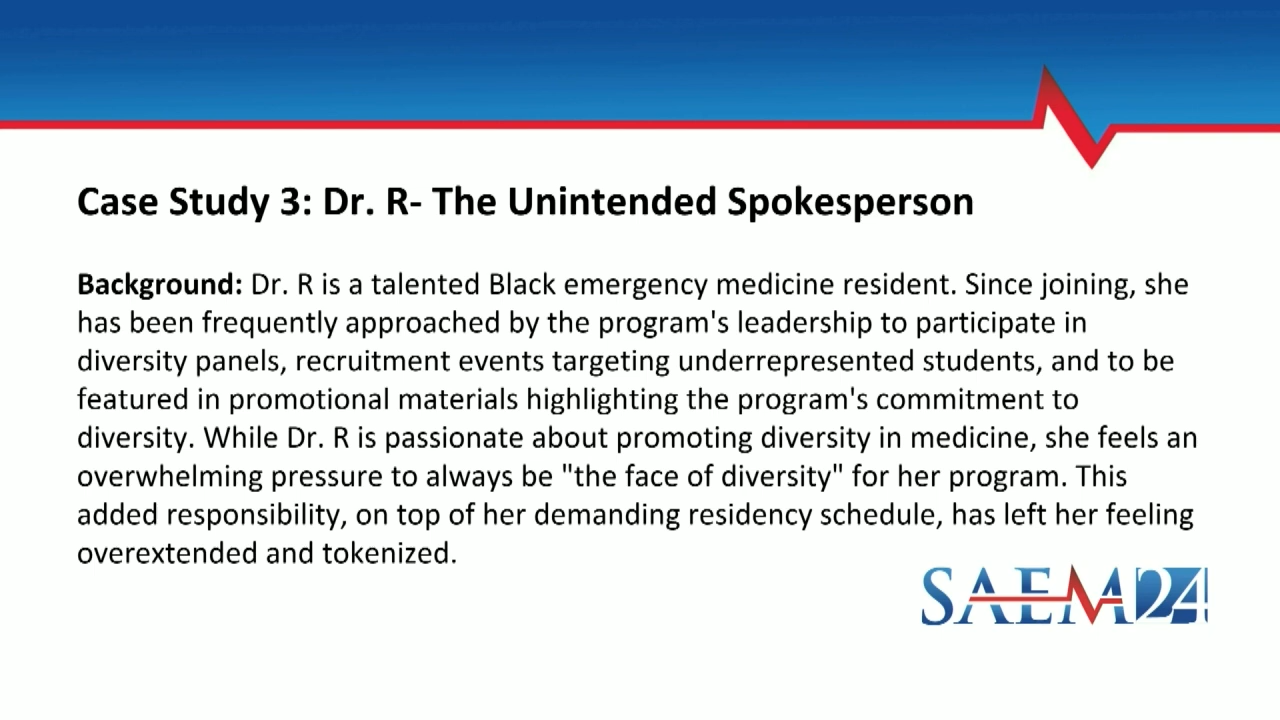 Case Study 3: Dr. R- The Unintended Spokesperson
Background: Dr. R is a talented Black emergency medicine resident. Since joining, she
has been frequently approached by the program's leadership to participate in
diversity panels, recruitment events targeting underrepresented students, and to be
featured in promotional materials highlighting the program's commitment to
diversity. While Dr. R is passionate about promoting diversity in medicine, she feels an
overwhelming pressure to always be "the face of diversity" for her program. This
added responsibility, on top of her demanding residency schedule, has left her feeling
overextended and tokenized.
SAEM24